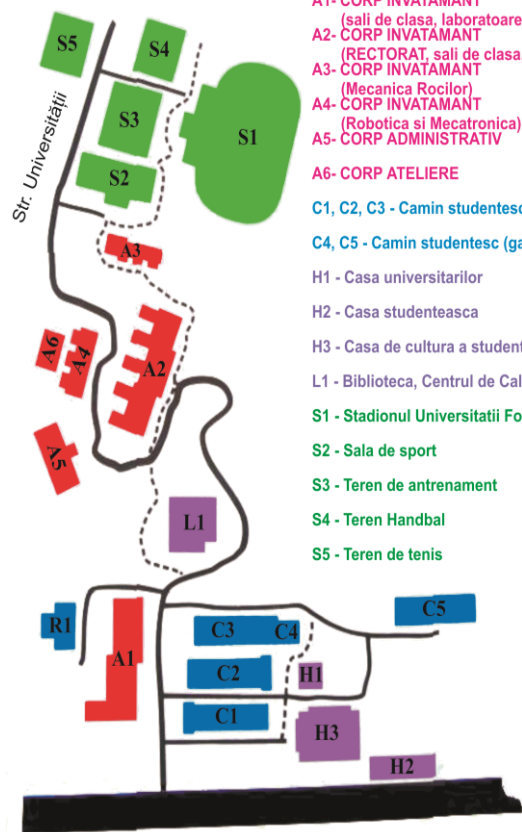 A1- CORP INVATAMANT
(sali de clasa, laboratoare
A2- CORP INVATAMANT
(RECTORAT, sali de clasa
A3- CORP INVATAMANT
(Mecanica Rocilor)
A4- CORP INVATAMANT
(Robotica si Mecatronica)
A5- CORP ADMINISTRATIV
A6- CORP ATELIERE
C1, C2, C3 - Camin studentesc
C4, C5 - Camin studentesc (ga
H1 - Casa universitarilor
H2 - Casa studenteasca
H3 - Casa de cultura a student
L1 - Biblioteca, Centrul de Cal
S1 - Stadionul Universitatii Fo
S2 - Sala de sport
S3 - Teren de antrenament
S4 - Teren Handbal
S5 - Teren de tenis
Str. Universității
S5
S4
S3
S1
S2
A3
A6
A4
A2
A5
L1
R1
A1
C3
C4
C5
C2
H1
C1
H3
H2